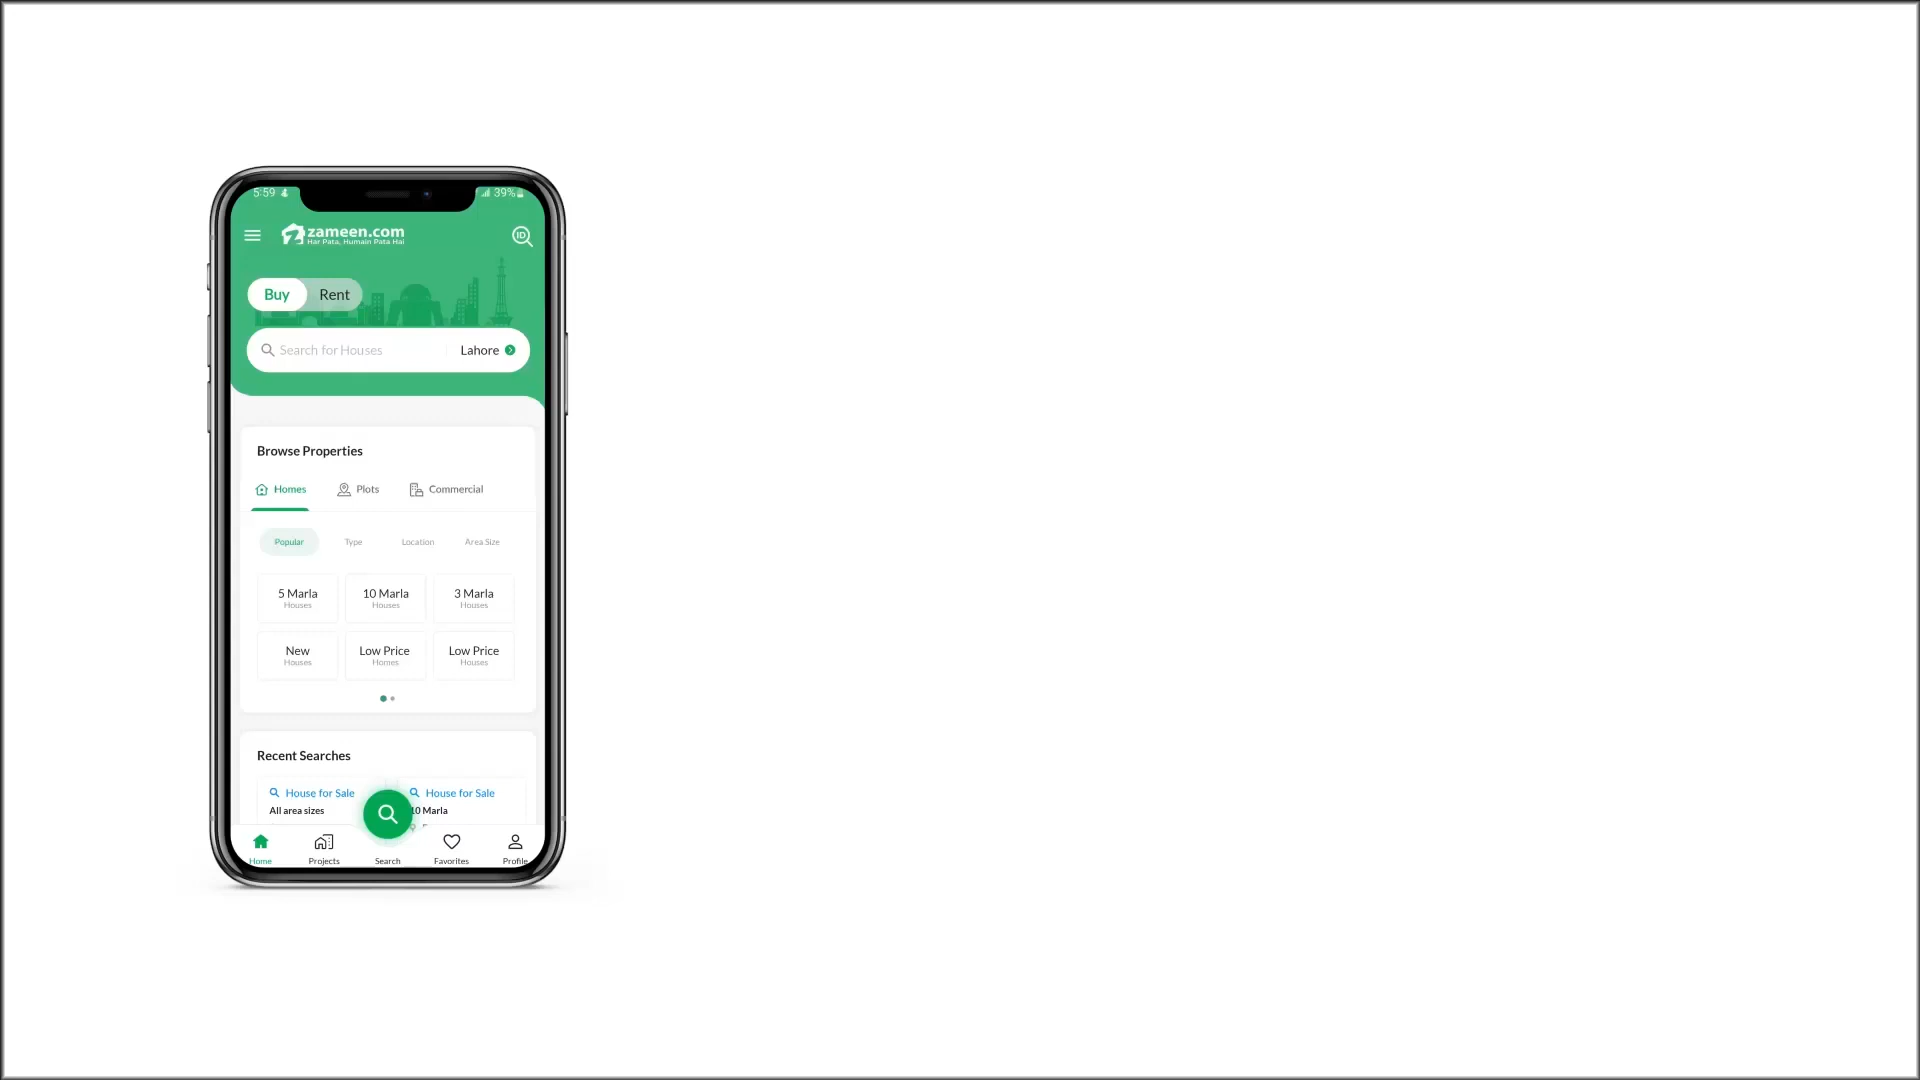 5:59 39%
zameen.com
Har Pata, Humain Pata Hai
ID
Buy Rent
Search for Houses Lahore
Browse Properties
Homes Plots Commercial
Popular Type Location Area Size
5 Marla 10 Marla 3 Marla
Houses Houses Houses
New Low Price Low Price
Houses Homes Houses
Recent Searches
House for Sale House for Sale
All area sizes 10 Marla
Home Projects Search Favorites Profile